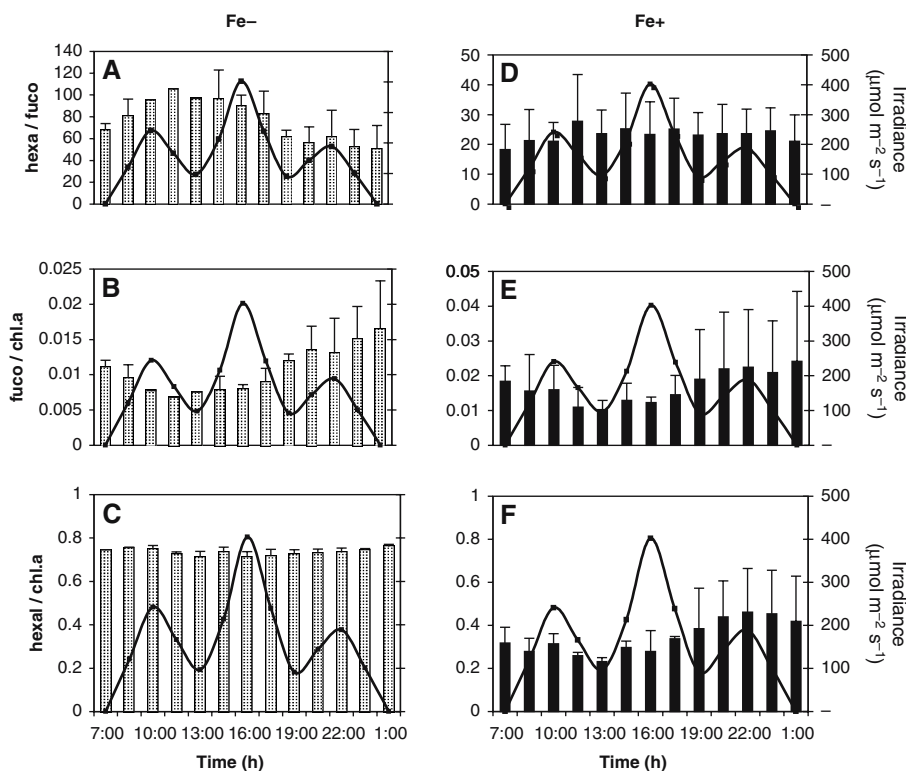 Fe–
Fe+
A
140
120
100
80
60
40
20
0
hexa / fuco
D
50
40
30
20
10
0
500
400
300
200
100
–
Irradiance
(µmol m–2 s–1)
B
0.025
0.02
0.015
0.01
0.005
0
fuco / chl.a
E
0.05
0.04
0.03
0.02
0.01
0
500
400
300
200
100
–
Irradiance
(µmol m–2 s–1)
C
1
0.8
0.6
0.4
0.2
0
hexal / chl.a
7:00 10:00 13:00 16:00 19:00 22:00 1:00
Time (h)
F
1
0.8
0.6
0.4
0.2
0
500
400
300
200
100
–
Irradiance
(µmol m–2 s–1)
7:00 10:00 13:00 16:00 19:00 22:00 1:00
Time (h)